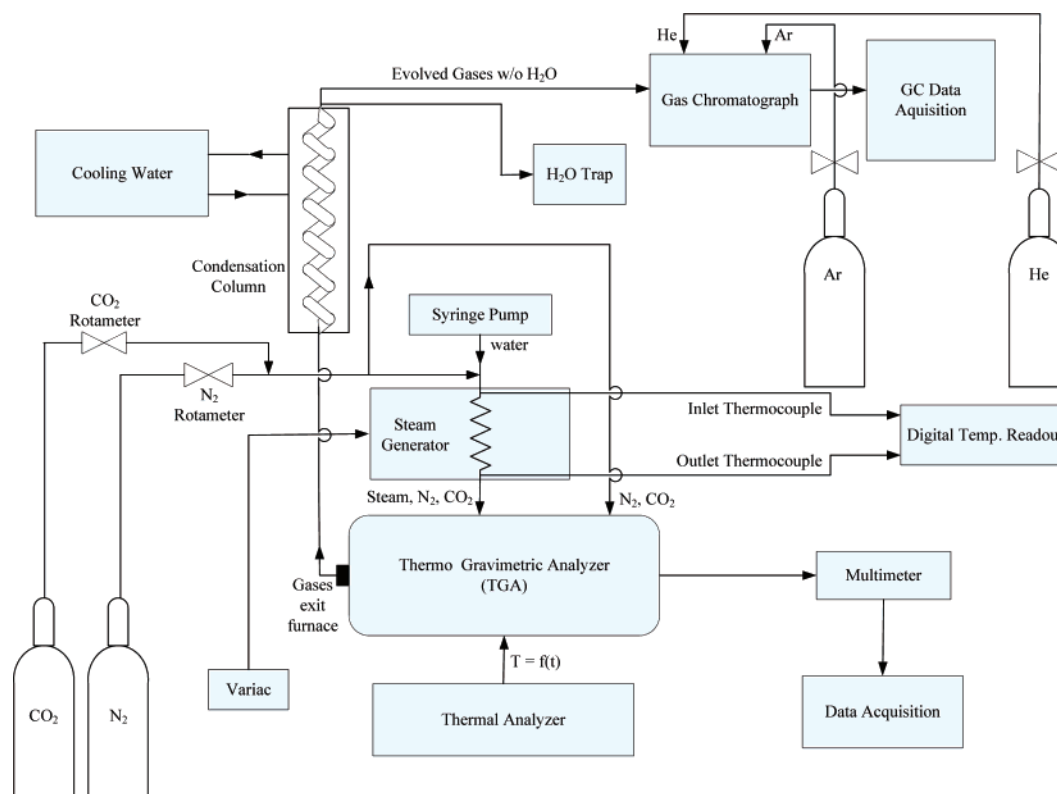 He
Ar
Evolved Gases w/o H₂O
Gas Chromatograph
GC Data
Aquisition
Cooling Water
H₂O Trap
Condensation
Column
Ar
He
CO₂
Rotameter
Syringe Pump
water
N₂
Rotameter
Steam
Generator
Inlet Thermocouple
Digital Temp. Readout
Outlet Thermocouple
Steam, N₂, CO₂
N₂, CO₂
Thermo Gravimetric Analyzer
(TGA)
Multimeter
Gases
exit
furnace
T = f(t)
Variac
CO₂
N₂
Thermal Analyzer
Data Acquisition